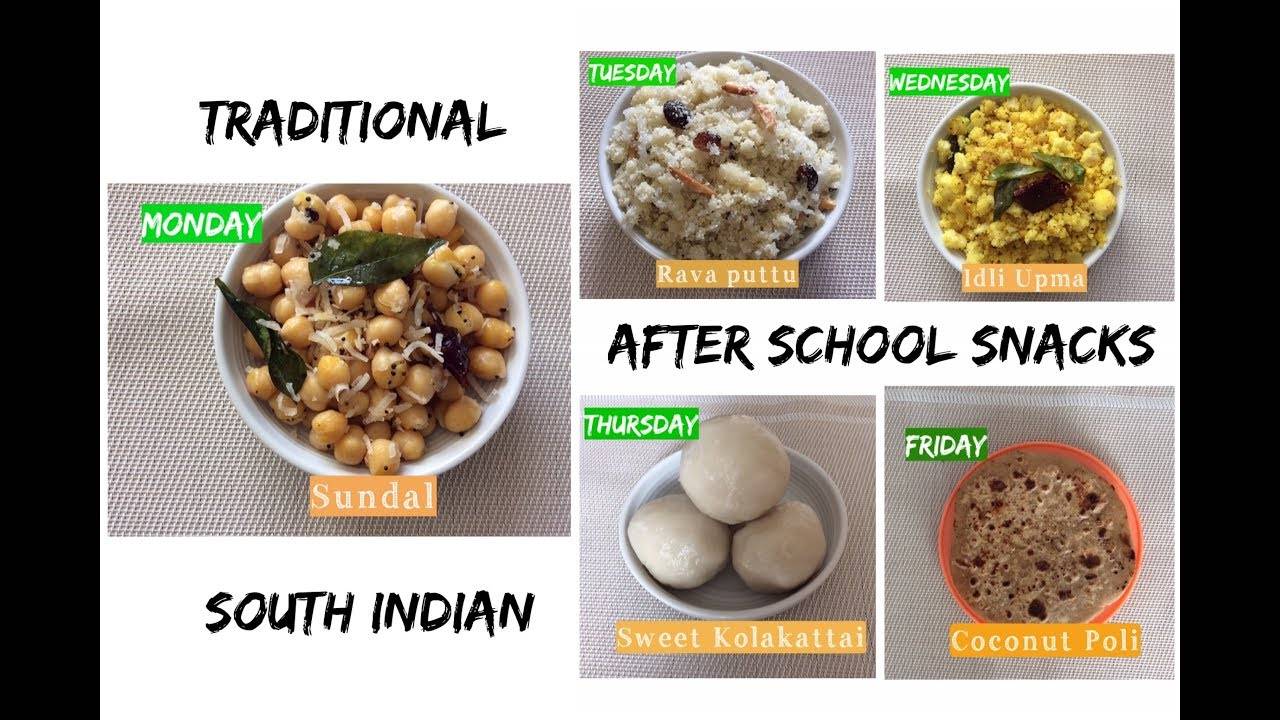 TRADITIONAL
MONDAY
Sundal
SOUTH INDIAN
TUESDAY
Rava puttu
WEDNESDAY
Idli Upma
AFTER SCHOOL SNACKS
THURSDAY
Sweet Kolakattai
FRIDAY
Coconut Poli